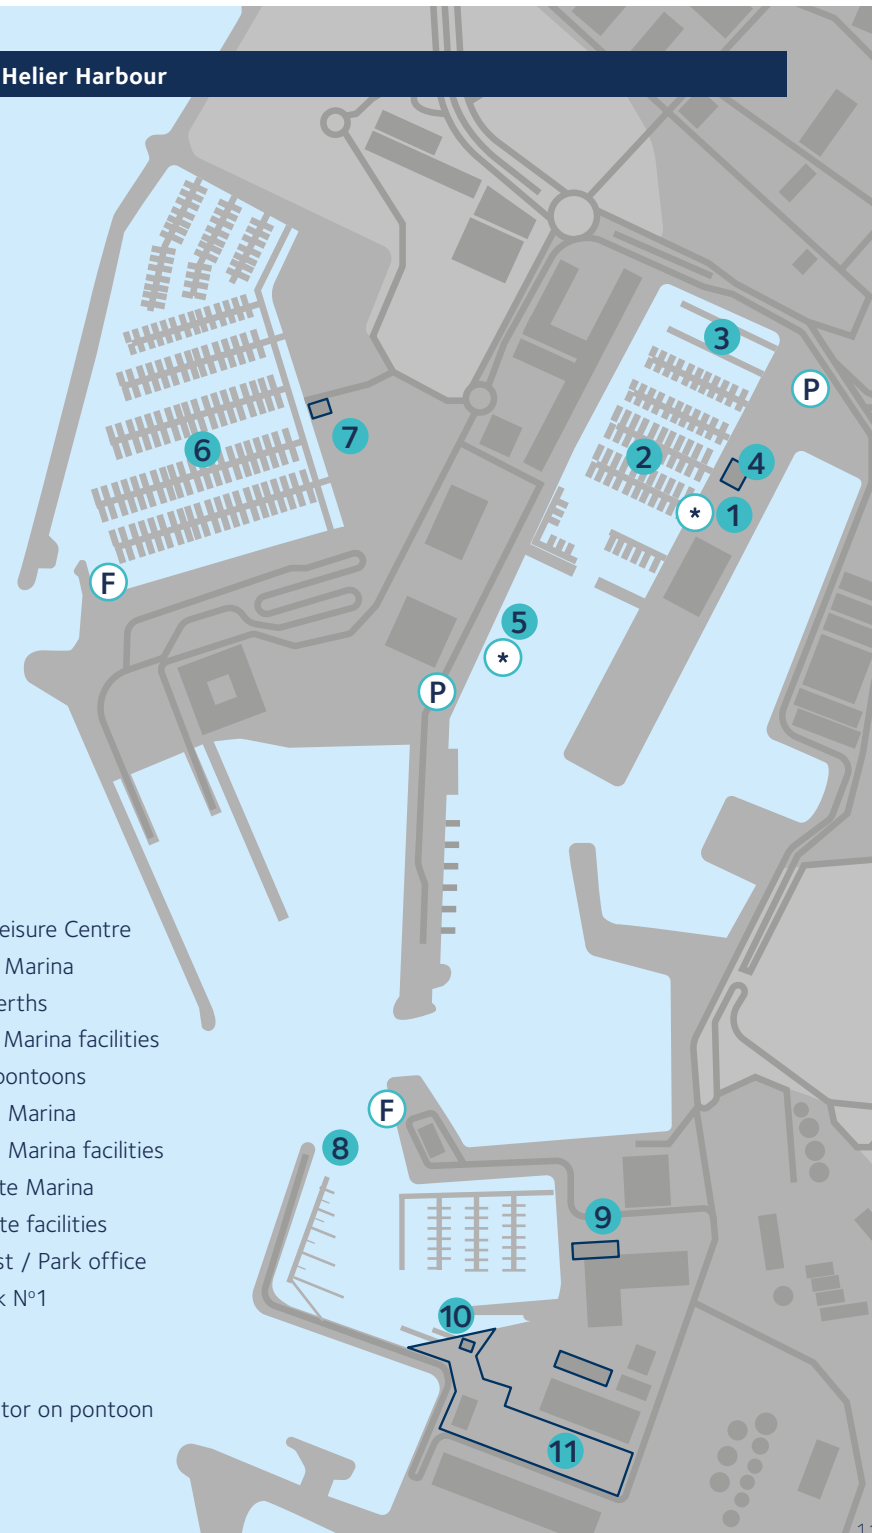 Helier Harbour
3
P
7
6
2
4
*
1
F
5
*
P
eisure Centre
Marina
erths
Marina facilities
pontoons
Marina
Marina facilities
te Marina
te facilities
st / Park office
k Nº1
tor on pontoon
F
8
9
10
11